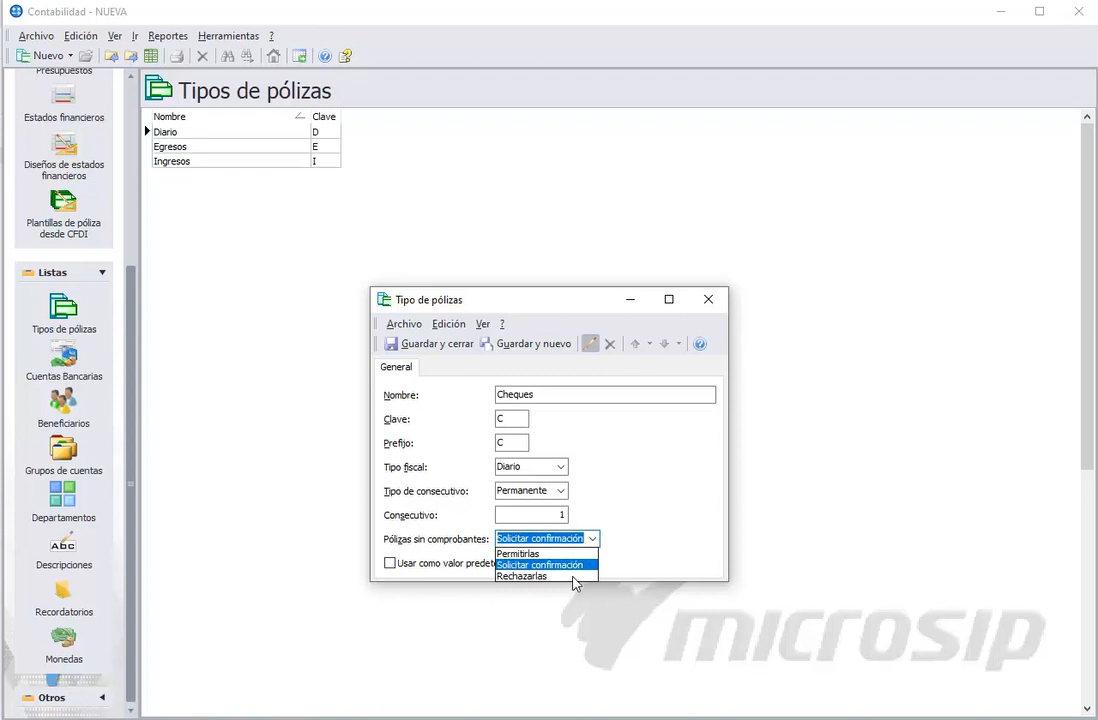 Contabilidad - NUEVA
Archivo Edición Ver Ir Reportes Herramientas ?
Nuevo
Presupuestos
Estados financieros
Diseños de estados
financieros
Plantillas de póliza
desde CFDI
Listas
Tipos de pólizas
Cuentas Bancarias
Beneficiarios
Grupos de cuentas
Departamentos
Abc
Descripciones
Recordatorios
Monedas
Otros
Tipos de pólizas
Nombre Clave
Diario D
Egresos E
Ingresos I
Tipo de pólizas
Archivo Edición Ver ?
Guardar y cerrar Guardar y nuevo
General
Nombre: Cheques
Clave: C
Prefijo: C
Tipo fiscal: Diario
Tipo de consecutivo: Permanente
Consecutivo: 1
Pólizas sin comprobantes: Solicitar confirmación
Permitirlas
Solicitar confirmación
Rechazarlas
Usar como valor predete
microsip